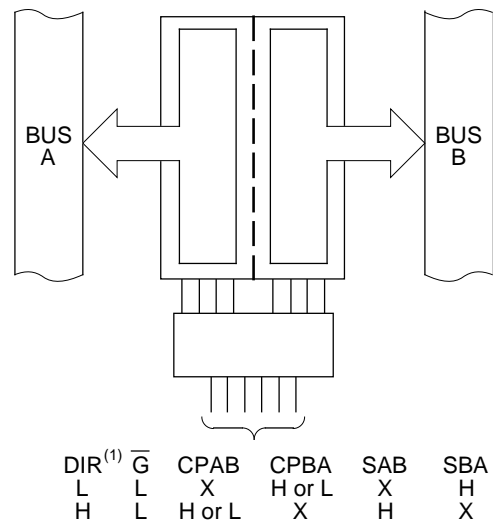 BUS
A
BUS
B
DIR(1) G̅ CPAB CPBA SAB SBA
L L X H or L X H
H L H or L X H X